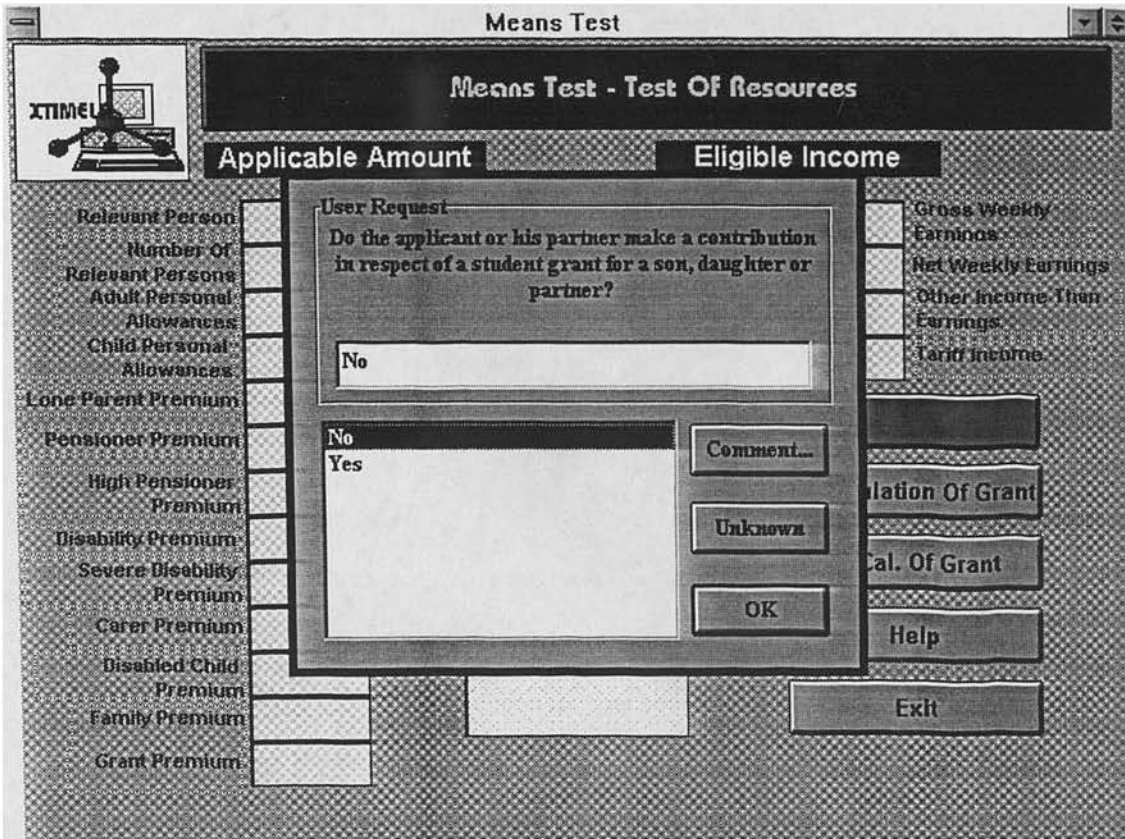 Means Test
XTIMEL
Means Test - Test Of Resources
Applicable Amount
Eligible Income
Relevant Person
Number Of
Relevant Persons
Adult Personal
Allowances
Child Personal
Allowances
Lone Parent Premium
Pensioner Premium
High Pensioner
Premium
Disability Premium
Severe Disability
Premium
Carer Premium
Disabled Child
Premium
Family Premium
Grant Premium
User Request
Do the applicant or his partner make a contribution
in respect of a student grant for a son, daughter or
partner?
No
No
Yes
Comment...
Unknown
OK
Gross Weekly
Earnings
Net Weekly Earnings
Other Income Than
Earnings
Tariff Income
lation Of Grant
Cal. Of Grant
Help
Exit